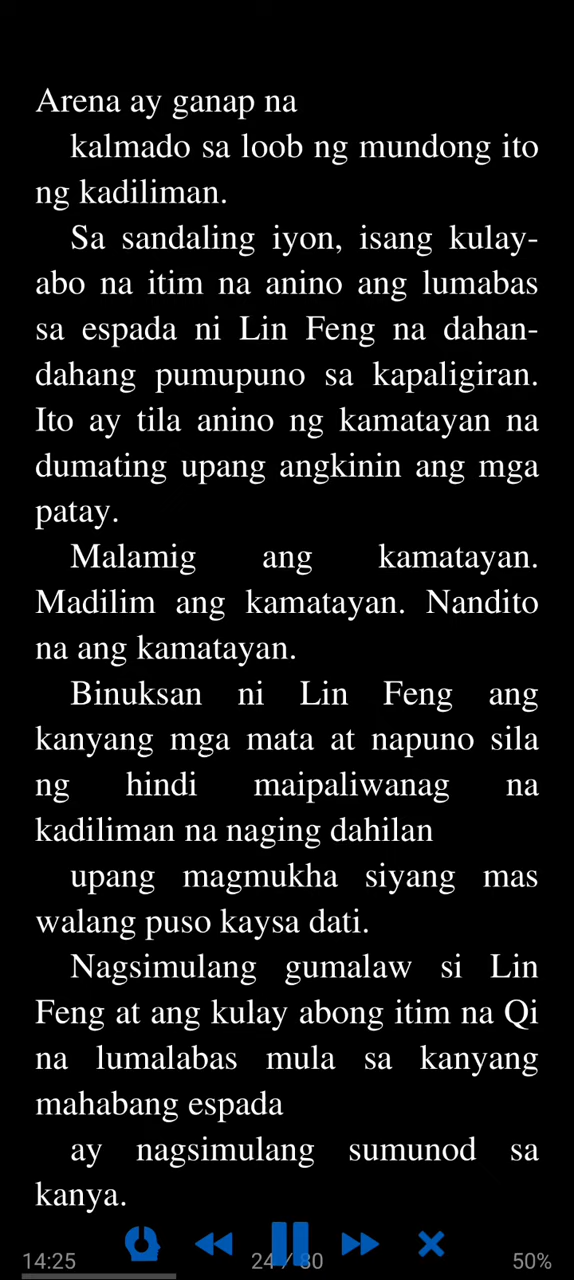 Arena ay ganap na
kalmado sa loob ng mundong ito
ng kadiliman.
Sa sandaling iyon, isang kulay-
abo na itim na anino ang lumabas
sa espada ni Lin Feng na dahan-
dahang pumupuno sa kapaligiran.
Ito ay tila anino ng kamatayan na
dumating upang angkinin ang mga
patay.
Malamig ang kamatayan.
Madilim ang kamatayan. Nandito
na ang kamatayan.
Binuksan ni Lin Feng ang
kanyang mga mata at napuno sila
ng hindi maipaliwanag na
kadiliman na naging dahilan
upang magmukha siyang mas
walang puso kaysa dati.
Nagsimulang gumalaw si Lin
Feng at ang kulay abong itim na Qi
na lumalabas mula sa kanyang
mahabang espada
ay nagsimulang sumunod sa
kanya.
14:25 24 / 80 50%